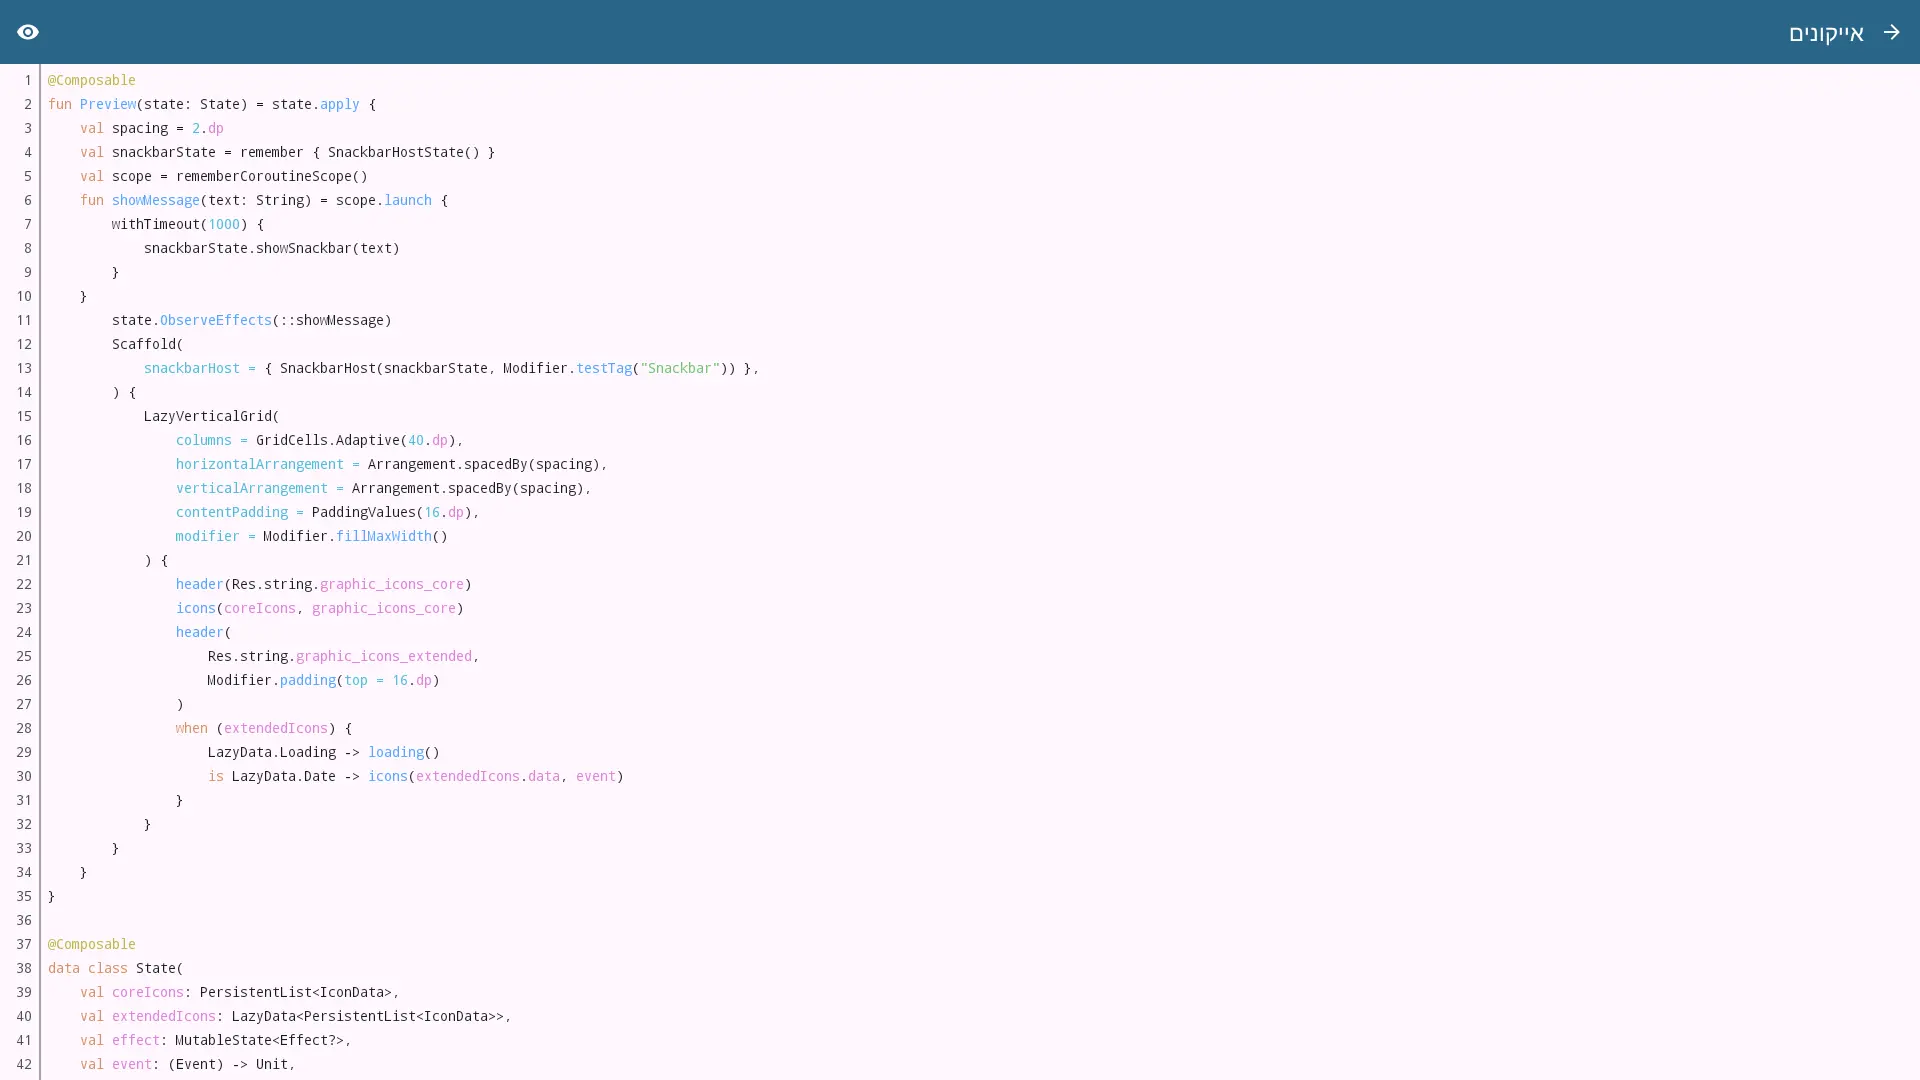 אייקונים
1 @Composable
2 fun Preview(state: State) = state.apply {
3     val spacing = 2.dp
4     val snackbarState = remember { SnackbarHostState() }
5     val scope = rememberCoroutineScope()
6     fun showMessage(text: String) = scope.launch {
7         withTimeout(1000) {
8             snackbarState.showSnackbar(text)
9         }
10     }
11         state.ObserveEffects(::showMessage)
12         Scaffold(
13             snackbarHost = { SnackbarHost(snackbarState, Modifier.testTag("Snackbar")) },
14         ) {
15             LazyVerticalGrid(
16                 columns = GridCells.Adaptive(40.dp),
17                 horizontalArrangement = Arrangement.spacedBy(spacing),
18                 verticalArrangement = Arrangement.spacedBy(spacing),
19                 contentPadding = PaddingValues(16.dp),
20                 modifier = Modifier.fillMaxWidth()
21             ) {
22                 header(Res.string.graphic_icons_core)
23                 icons(coreIcons, graphic_icons_core)
24                 header(
25                     Res.string.graphic_icons_extended,
26                     Modifier.padding(top = 16.dp)
27                 )
28                 when (extendedIcons) {
29                     LazyData.Loading -> loading()
30                     is LazyData.Date -> icons(extendedIcons.data, event)
31                 }
32             }
33         }
34     }
35 }
36
37 @Composable
38 data class State(
39     val coreIcons: PersistentList<IconData>,
40     val extendedIcons: LazyData<PersistentList<IconData>>,
41     val effect: MutableState<Effect?>,
42     val event: (Event) -> Unit,